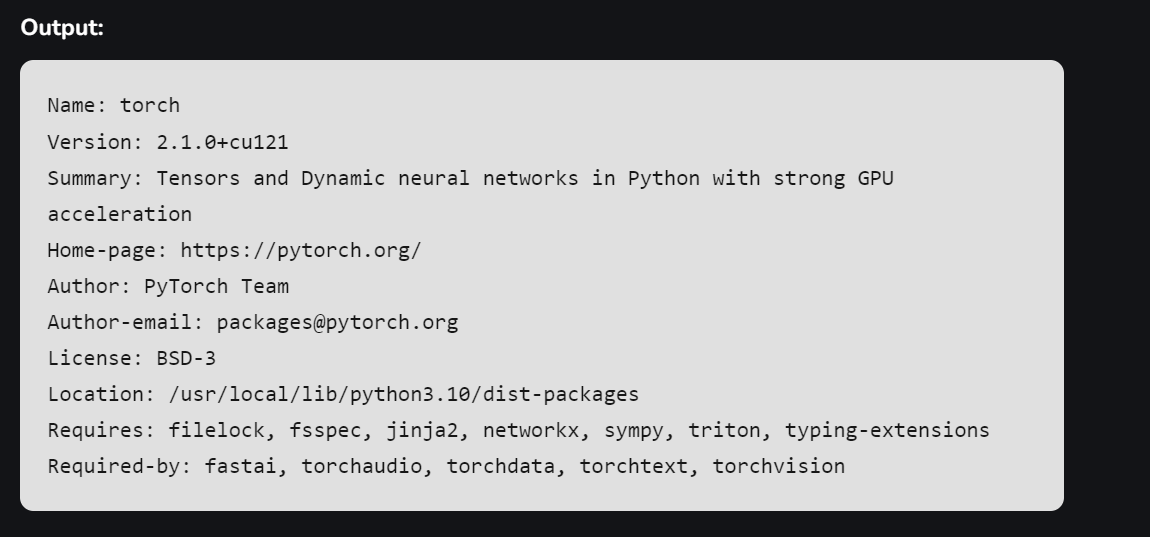 Output:
Name: torch
Version: 2.1.0+cu121
Summary: Tensors and Dynamic neural networks in Python with strong GPU
acceleration
Home-page: https://pytorch.org/
Author: PyTorch Team
Author-email: packages@pytorch.org
License: BSD-3
Location: /usr/local/lib/python3.10/dist-packages
Requires: filelock, fsspec, jinja2, networkx, sympy, triton, typing-extensions
Required-by: fastai, torchaudio, torchdata, torchtext, torchvision